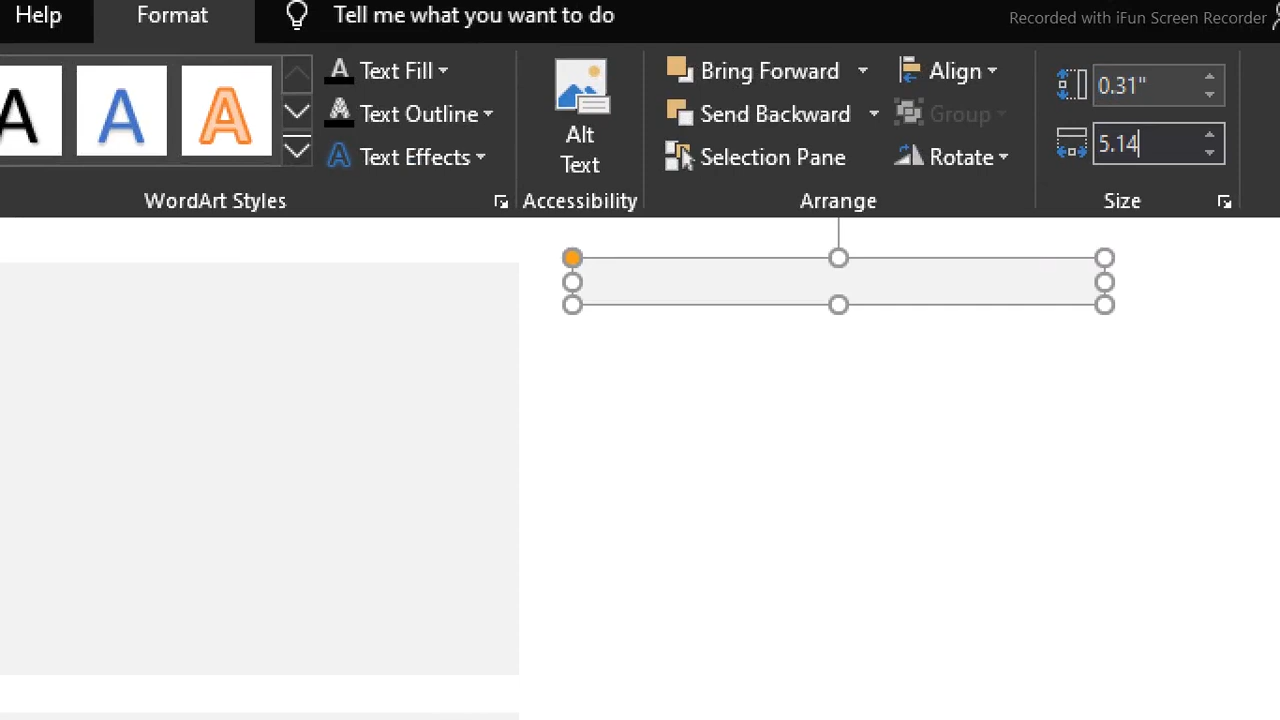 Help
Format
Tell me what you want to do
Recorded with iFun Screen Recorder
A
A
A
A Text Fill
A Text Outline
A Text Effects
Alt
Text
Bring Forward
Send Backward
Selection Pane
Align
Group
Rotate
0.31"
5.14
WordArt Styles
Accessibility
Arrange
Size